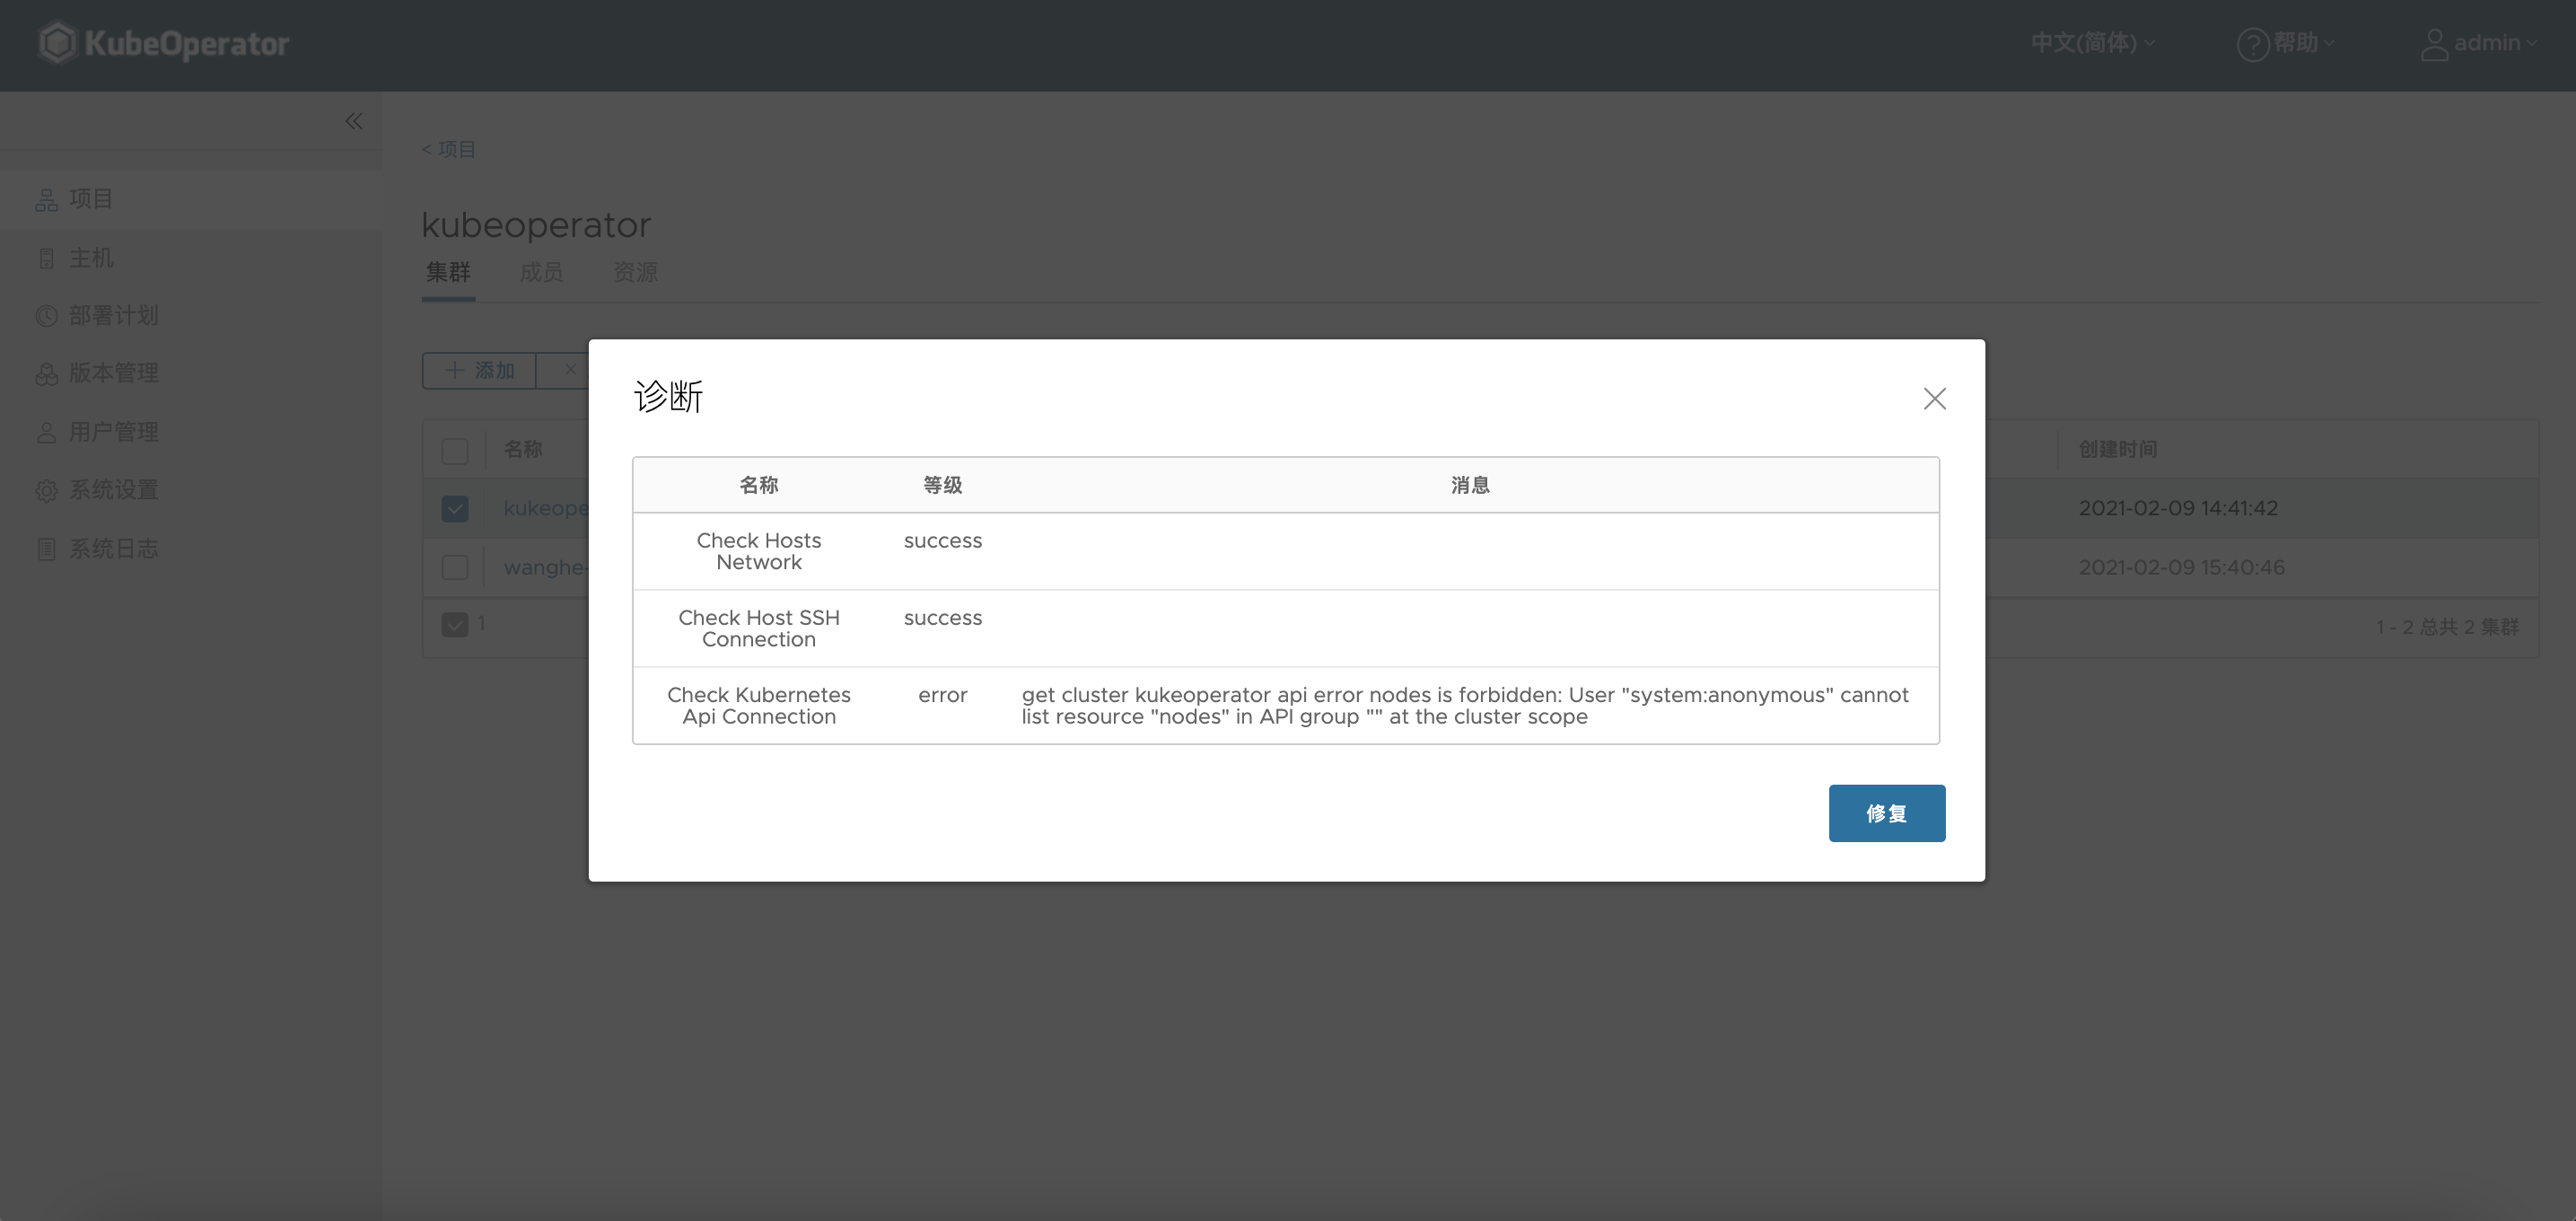 KubeOperator
中文(简体)
帮助
admin
< 项目
项目
主机
部署计划
版本管理
用户管理
系统设置
系统日志
kubeoperator
集群 成员 资源
添加
名称 创建时间
kukeope 2021-02-09 14:41:42
wanghe- 2021-02-09 15:40:46
1
1 - 2 总共 2 集群
诊断
名称 等级 消息
Check Hosts
Network
success
Check Host SSH
Connection
success
Check Kubernetes
Api Connection
error
get cluster kukeoperator api error nodes is forbidden: User "system:anonymous" cannot
list resource "nodes" in API group "" at the cluster scope
修复